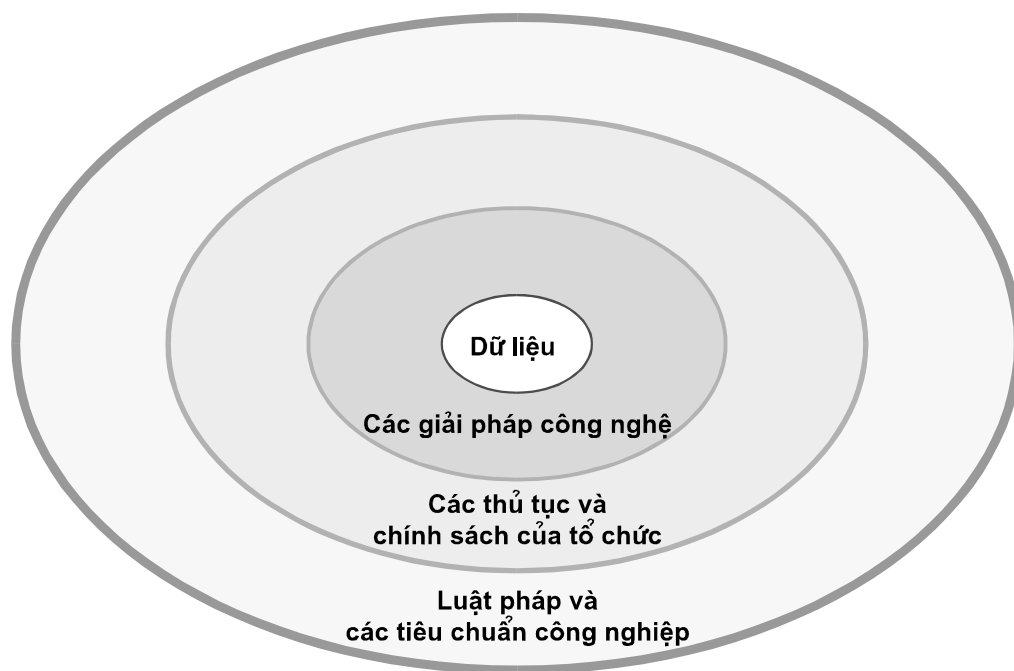 Dữ liệu
Các giải pháp công nghệ
Các thủ tục và
chính sách của tổ chức
Luật pháp và
các tiêu chuẩn công nghiệp